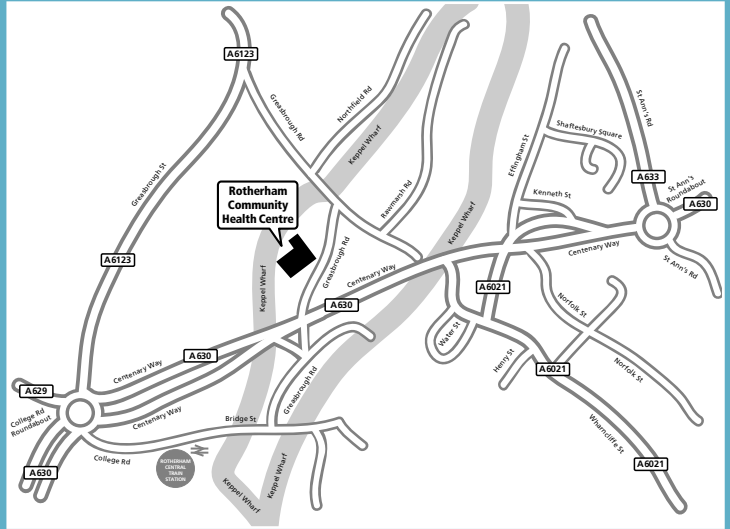 A6123
Greasbrough Rd
Northfield Rd
Keppel Wharf
St Ann's Rd
Shaftesbury Square
Effingham St
Greasbrough St
Rotherham
Community
Health Centre
Rawmarsh Rd
Kenneth St
A633
St Ann's
Roundabout
A630
Keppel Wharf
A6123
Greasbrough Rd
Centenary Way
Centenary Way
St Ann's Rd
Keppel Wharf
A630
A6021
Norfolk St
Water St
Henry St
Norfolk St
A630
Centenary Way
A6021
A629
College Rd
Roundabout
Centenary Way
Greasbrough Rd
Bridge St
Wharncliffe St
College Rd
A630
ROTHERHAM
CENTRAL
TRAIN
STATION
Keppel Wharf
Keppel Wharf
A6021